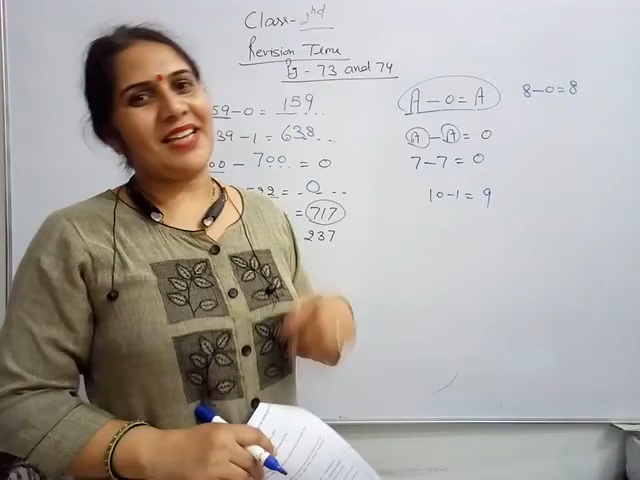 Class- 2nd
Revision Time
Pg - 73 and 74
59-0 = 159
39 -1 = 638
00 - 700 = 0
22 = 0
= 717
237
A - 0 = A
A - A = 0
7-7 = 0
10-1 = 9
8-0=8